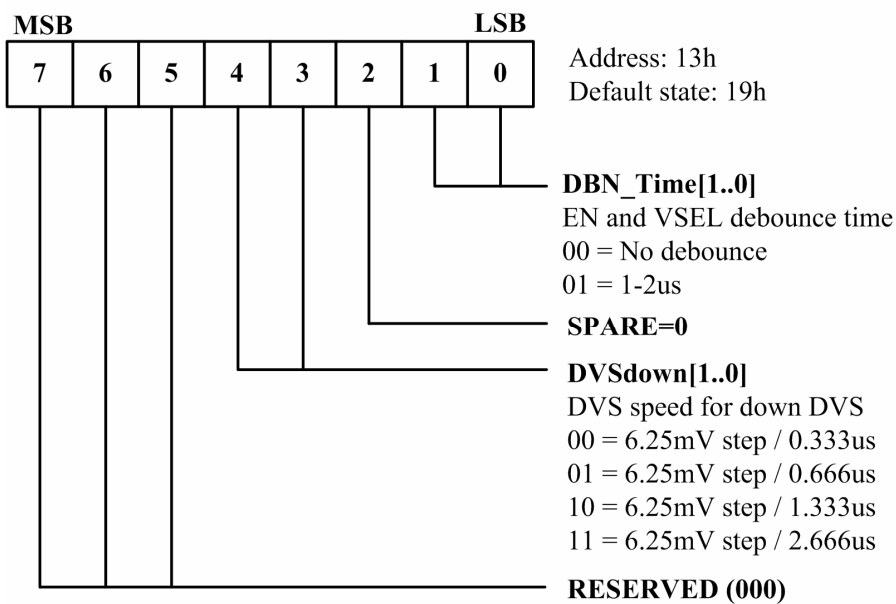 MSB LSB
7 6 5 4 3 2 1 0
Address: 13h
Default state: 19h
DBN_Time[1..0]
EN and VSEL debounce time
00 = No debounce
01 = 1-2us
SPARE=0
DVSdown[1..0]
DVS speed for down DVS
00 = 6.25mV step / 0.333us
01 = 6.25mV step / 0.666us
10 = 6.25mV step / 1.333us
11 = 6.25mV step / 2.666us
RESERVED (000)